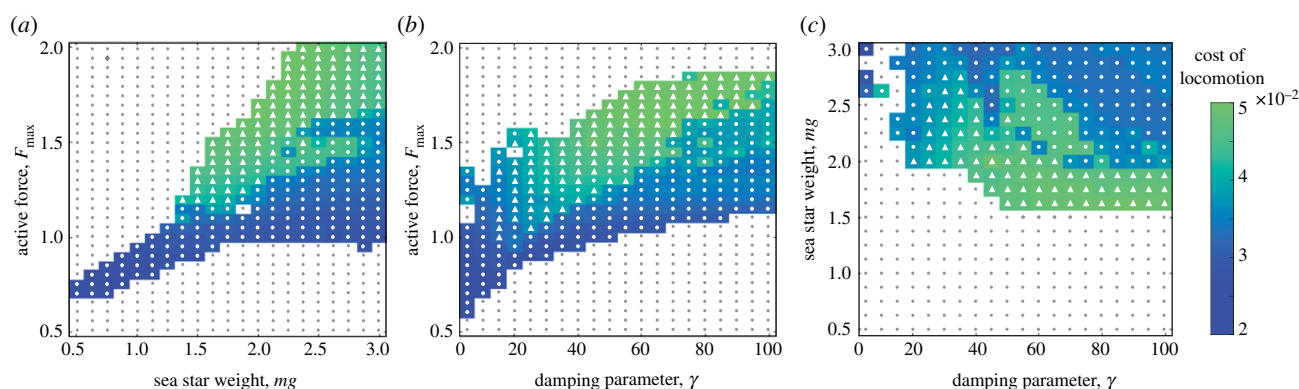 (a)
2.0
1.5
1.0
0.5
active force, F_max
0.5 1.0 1.5 2.0 2.5 3.0
sea star weight, mg
(b)
2.0
1.5
1.0
0.5
active force, F_max
0 20 40 60 80 100
damping parameter, γ
(c)
3.0
2.5
2.0
1.5
1.0
0.5
sea star weight, mg
0 20 40 60 80 100
damping parameter, γ
cost of
locomotion
×10⁻²
5
4
3
2